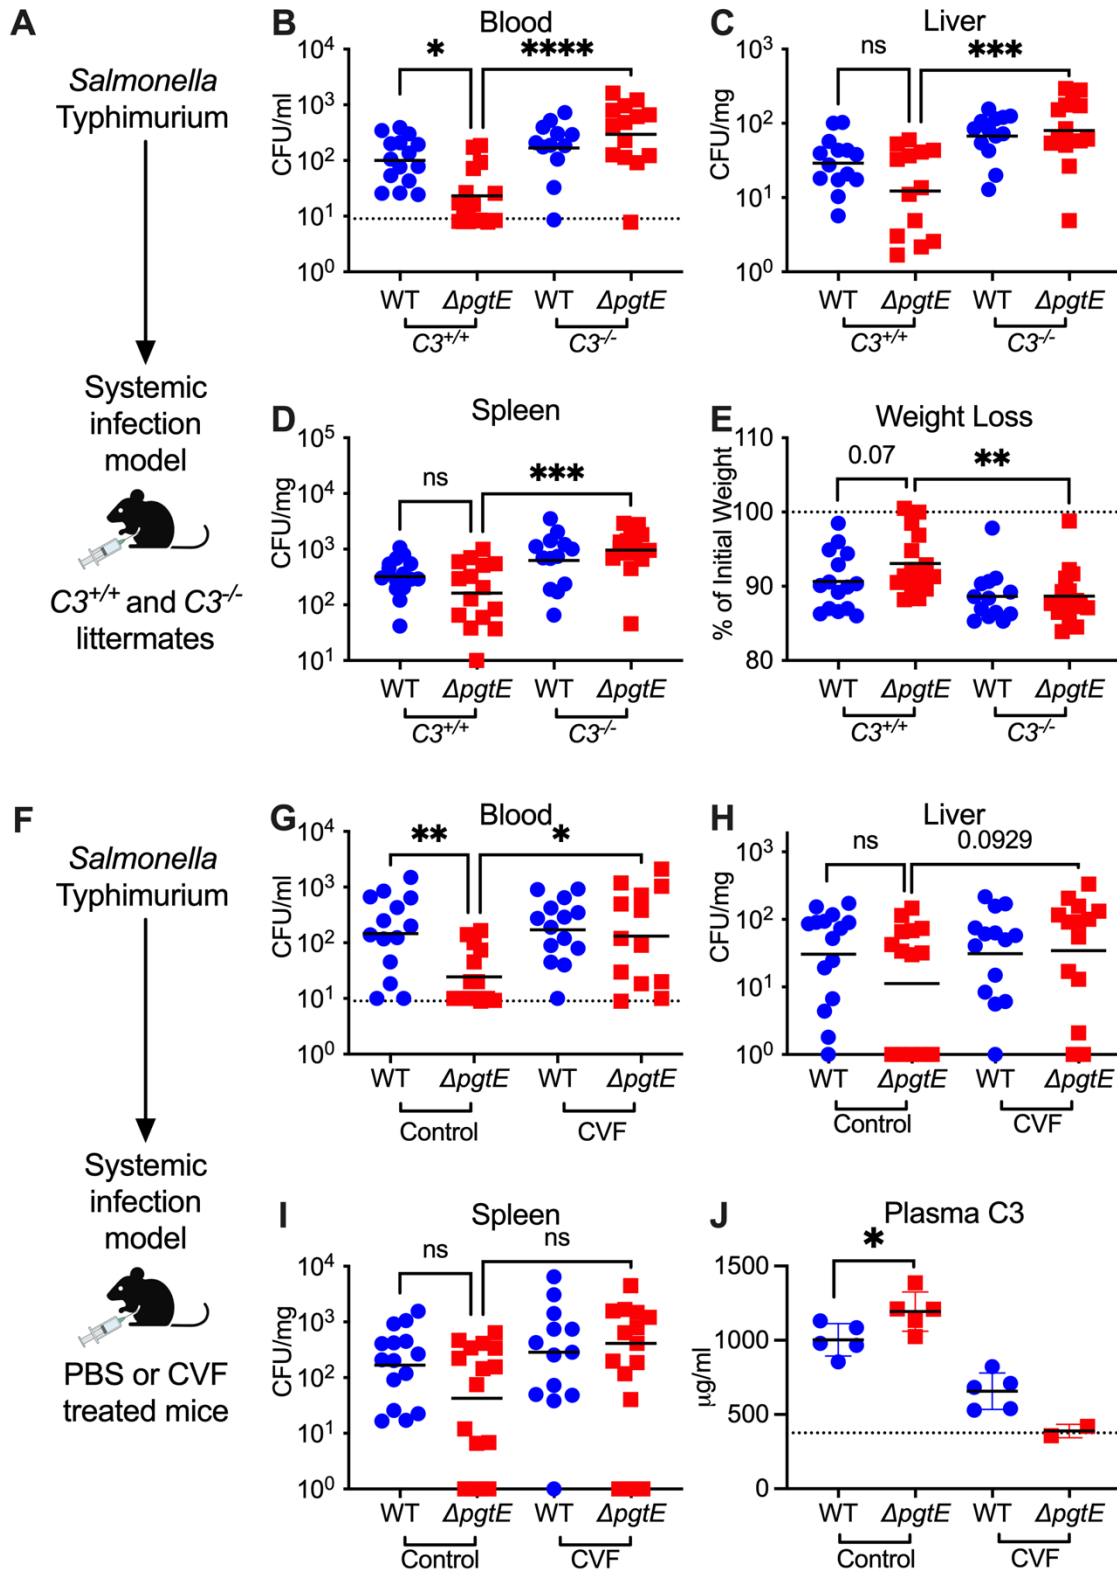 A
Salmonella
Typhimurium
Systemic
infection
model
C3+/+ and C3-/-
littermates
B
Blood
CFU/ml
10⁴
10³
10²
10¹
10⁰
*
****
WT
ΔpgtE
WT
ΔpgtE
C3+/+
C3-/-
C
Liver
CFU/mg
10³
10²
10¹
10⁰
ns
***
WT
ΔpgtE
WT
ΔpgtE
C3+/+
C3-/-
D
Spleen
CFU/mg
10⁵
10⁴
10³
10²
10¹
ns
***
WT
ΔpgtE
WT
ΔpgtE
C3+/+
C3-/-
E
Weight Loss
% of Initial Weight
110
100
90
80
0.07
**
WT
ΔpgtE
WT
ΔpgtE
C3+/+
C3-/-
F
Salmonella
Typhimurium
Systemic
infection
model
PBS or CVF
treated mice
G
Blood
CFU/ml
10⁴
10³
10²
10¹
10⁰
**
*
WT
ΔpgtE
WT
ΔpgtE
Control
CVF
H
Liver
CFU/mg
10³
10²
10¹
10⁰
ns
0.0929
WT
ΔpgtE
WT
ΔpgtE
Control
CVF
I
Spleen
CFU/mg
10⁴
10³
10²
10¹
10⁰
ns
ns
WT
ΔpgtE
WT
ΔpgtE
Control
CVF
J
Plasma C3
µg/ml
1500
1000
500
0
*
WT
ΔpgtE
WT
ΔpgtE
Control
CVF